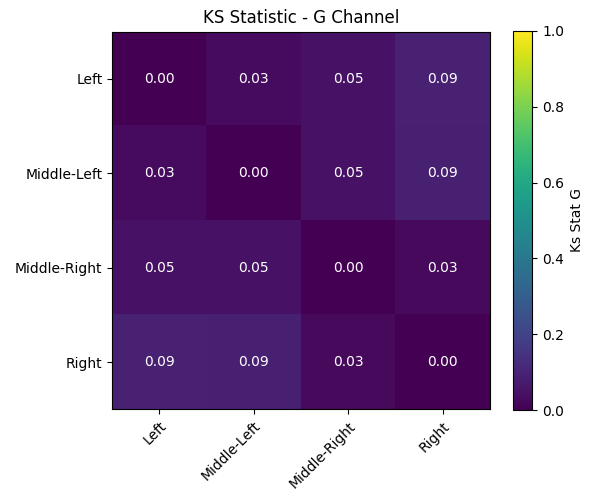 KS Statistic - G Channel
Left
Middle-Left
Middle-Right
Right
0.00 0.03 0.05 0.09
0.03 0.00 0.05 0.09
0.05 0.05 0.00 0.03
0.09 0.09 0.03 0.00
Left
Middle-Left
Middle-Right
Right
1.0
0.8
0.6
0.4
0.2
0.0
Ks Stat G